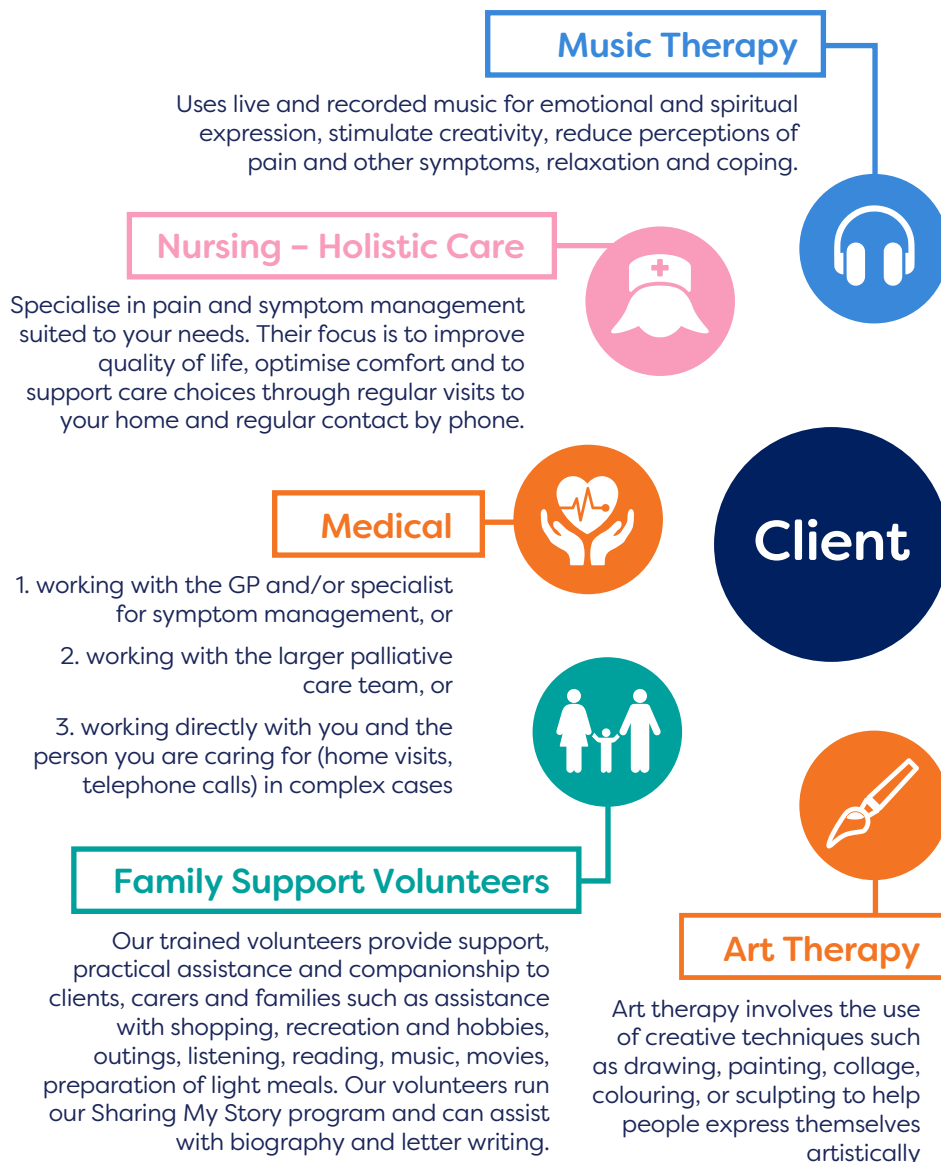 Music Therapy
Uses live and recorded music for emotional and spiritual
expression, stimulate creativity, reduce perceptions of
pain and other symptoms, relaxation and coping.
Nursing – Holistic Care
Specialise in pain and symptom management
suited to your needs. Their focus is to improve
quality of life, optimise comfort and to
support care choices through regular visits to
your home and regular contact by phone.
Medical
1. working with the GP and/or specialist
for symptom management, or
2. working with the larger palliative
care team, or
3. working directly with you and the
person you are caring for (home visits,
telephone calls) in complex cases
Client
Family Support Volunteers
Our trained volunteers provide support,
practical assistance and companionship to
clients, carers and families such as assistance
with shopping, recreation and hobbies,
outings, listening, reading, music, movies,
preparation of light meals. Our volunteers run
our Sharing My Story program and can assist
with biography and letter writing.
Art Therapy
Art therapy involves the use
of creative techniques such
as drawing, painting, collage,
colouring, or sculpting to help
people express themselves
artistically